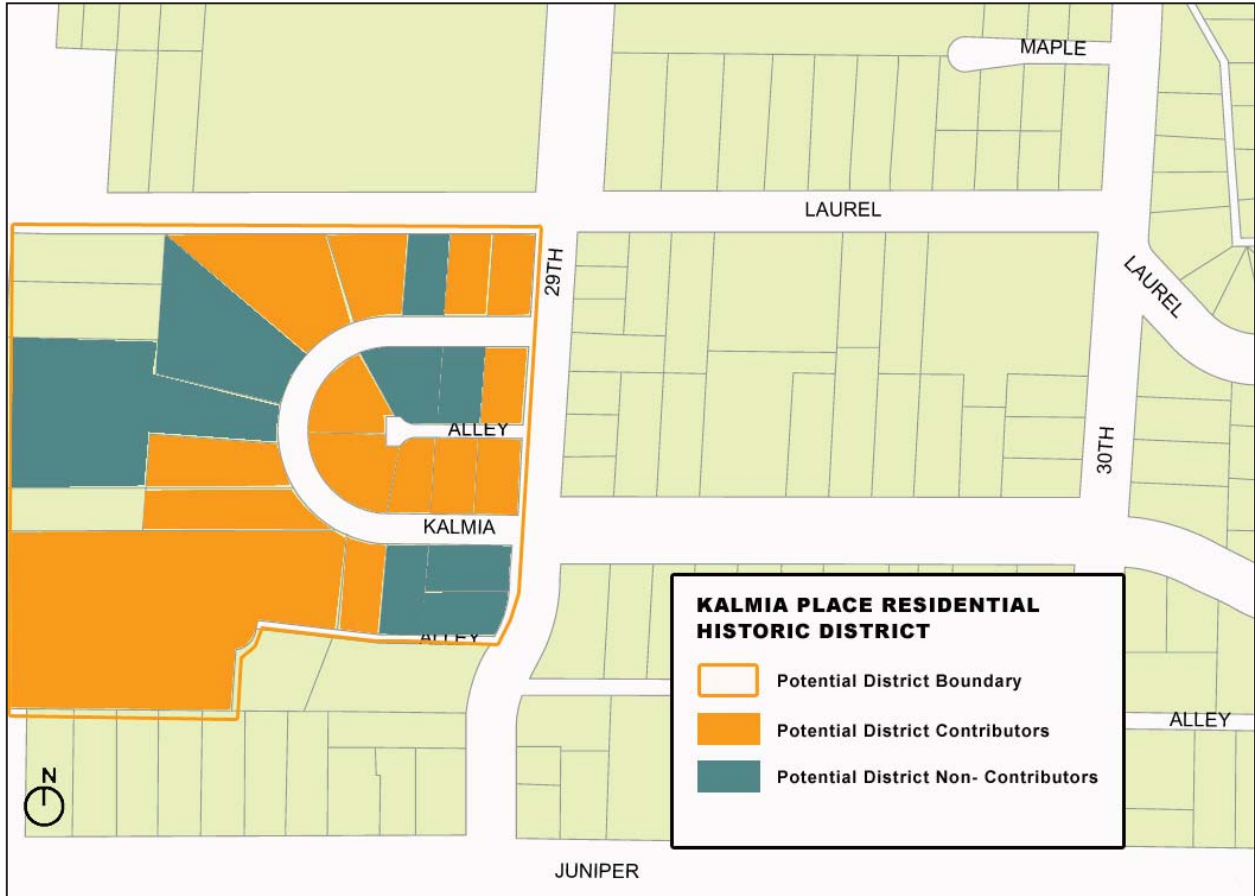 MAPLE
LAUREL
29TH
LAUREL
ALLEY
30TH
KALMIA
ALLEY
KALMIA PLACE RESIDENTIAL
HISTORIC DISTRICT
Potential District Boundary
Potential District Contributors
Potential District Non- Contributors
ALLEY
N
JUNIPER